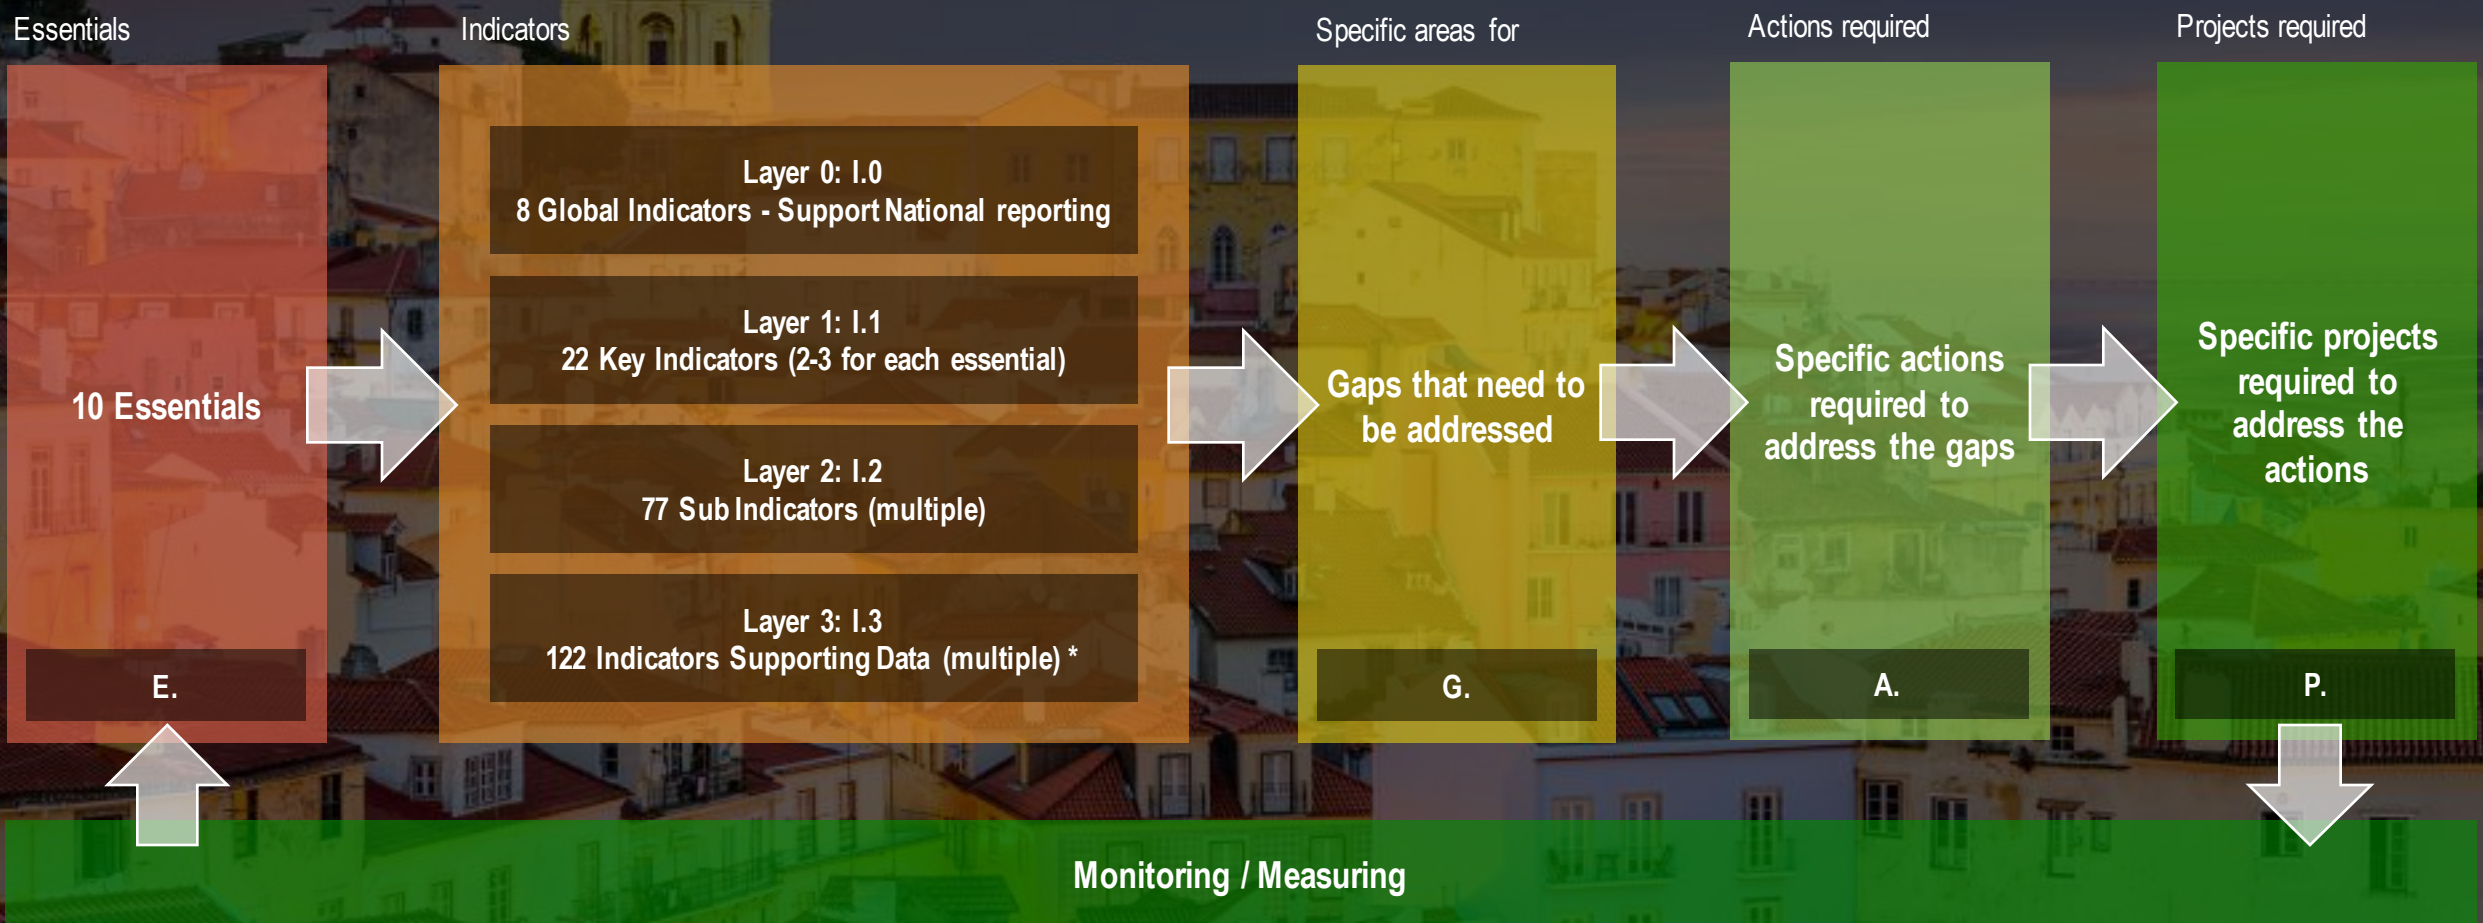 Essentials
Indicators
Specific areas for
Actions required
Projects required
10 Essentials
E.
Layer 0: I.0
8 Global Indicators - Support National reporting
Layer 1: I.1
22 Key Indicators (2-3 for each essential)
Layer 2: I.2
77 Sub Indicators (multiple)
Layer 3: I.3
122 Indicators Supporting Data (multiple) *
Gaps that need to
be addressed
G.
Specific actions
required to
address the gaps
A.
Specific projects
required to
address the
actions
P.
Monitoring / Measuring